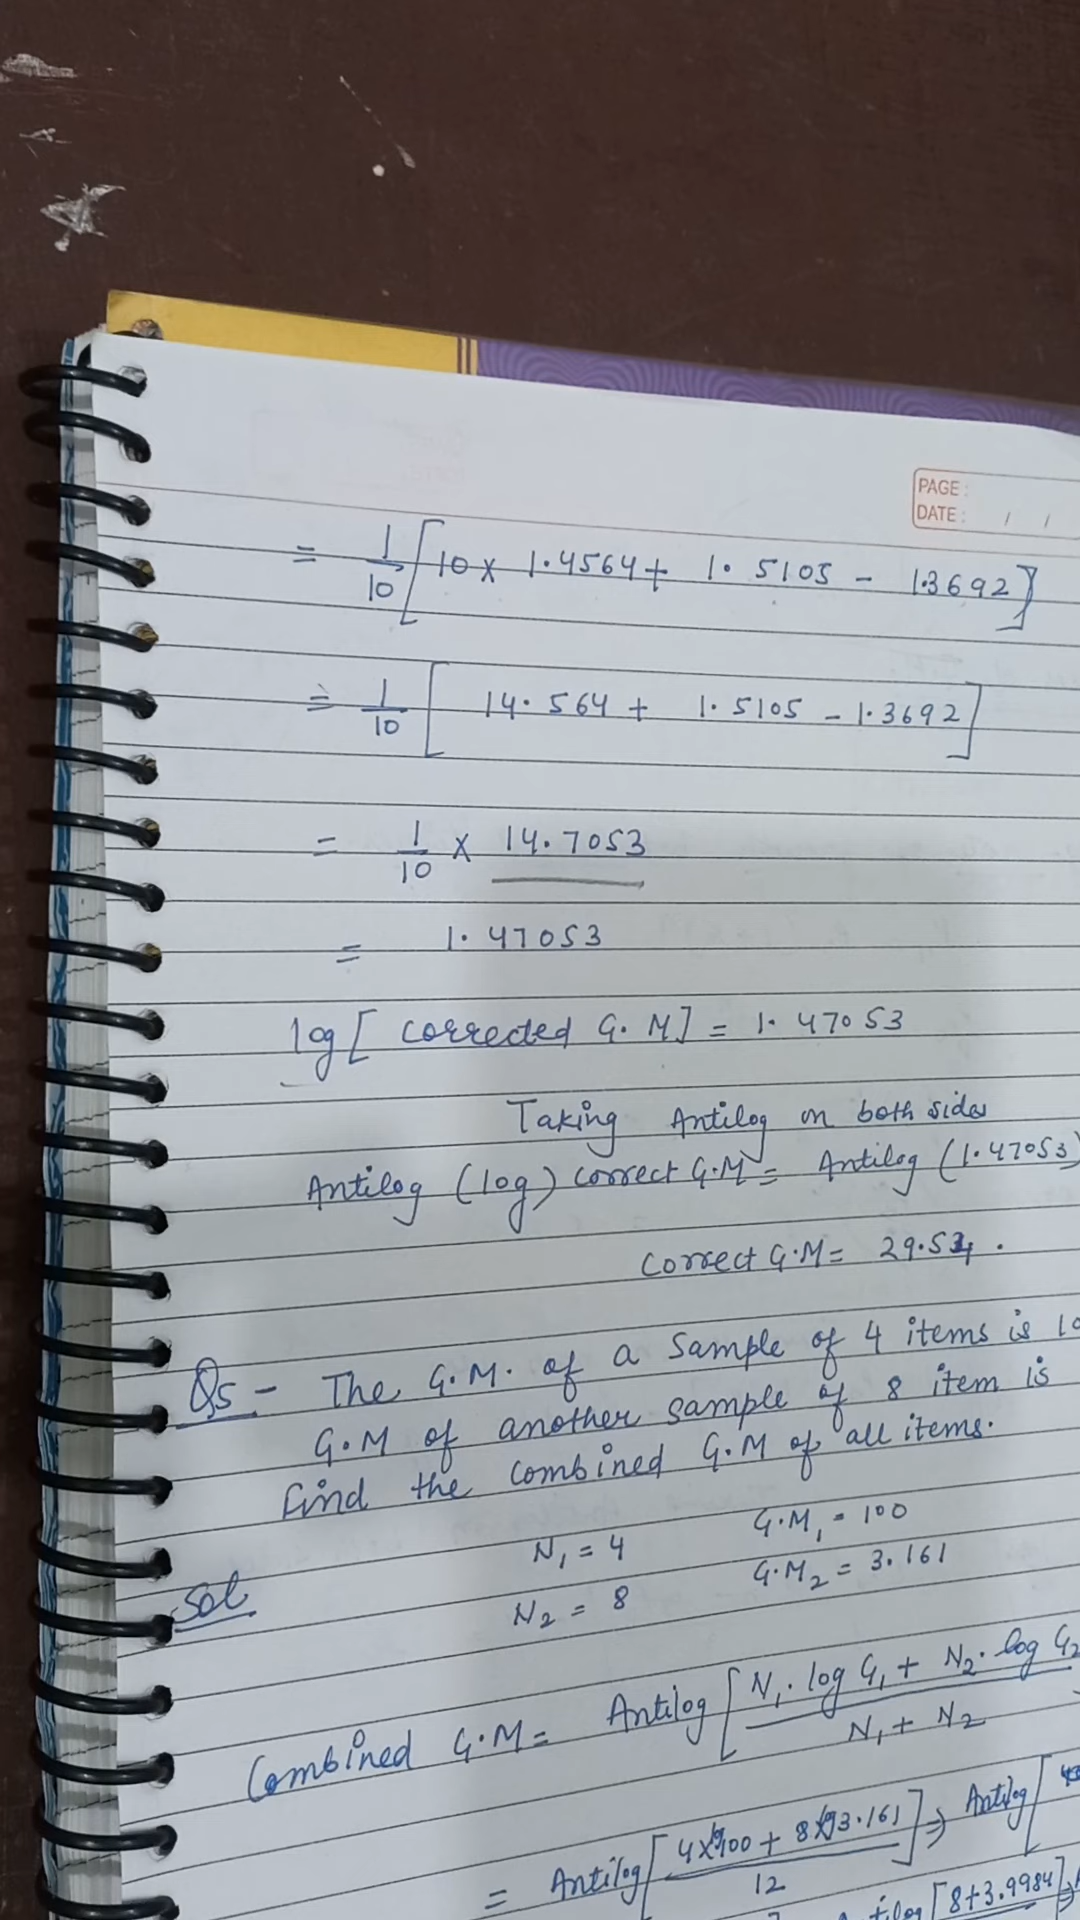 PAGE :
DATE : / /
= 1/10 [10 x 1.4564 + 1.5105 - 1.3692]
= 1/10 [14.564 + 1.5105 - 1.3692]
= 1/10 x 14.7053
= 1.47053
log [corrected G.M] = 1.47053
Taking Antilog on both sides
Antilog (log) correct G.M = Antilog (1.47053)
Correct G.M = 29.54.
Q5 - The G.M. of a sample of 4 items is 10
G.M of another sample of 8 item is
find the combined G.M of all items.
Sol N1 = 4 G.M1 = 100
N2 = 8 G.M2 = 3.161
Combined G.M = Antilog [N1. log G1 + N2. log G2 / N1 + N2
= Antilog [4 x log 100 + 8 x log 3.161 / 12] ⇒ Antilog [
[8 + 3.9984] ⇒